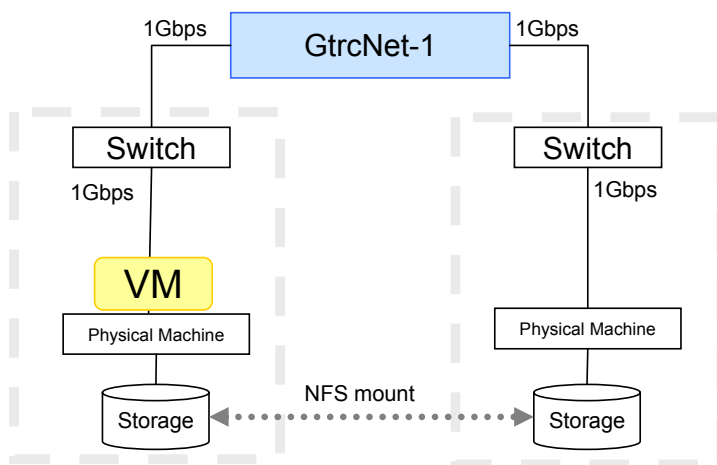 1Gbps
GtrcNet-1
1Gbps
Switch
Switch
1Gbps
1Gbps
VM
Physical Machine
Physical Machine
NFS mount
Storage
Storage